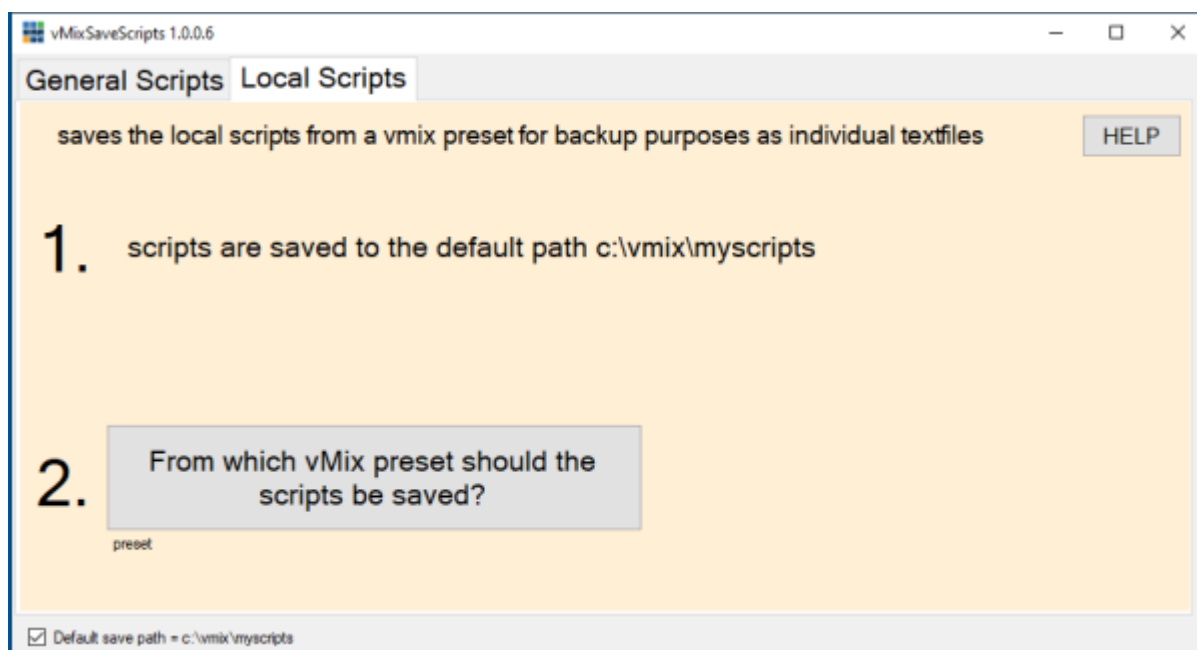 vMixSaveScripts 1.0.0.6
General Scripts Local Scripts
saves the local scripts from a vmix preset for backup purposes as individual textfiles
HELP
1. scripts are saved to the default path c:\vmix\myscripts
2. From which vMix preset should the
scripts be saved?
preset
Default save path = c:\vmix\myscripts